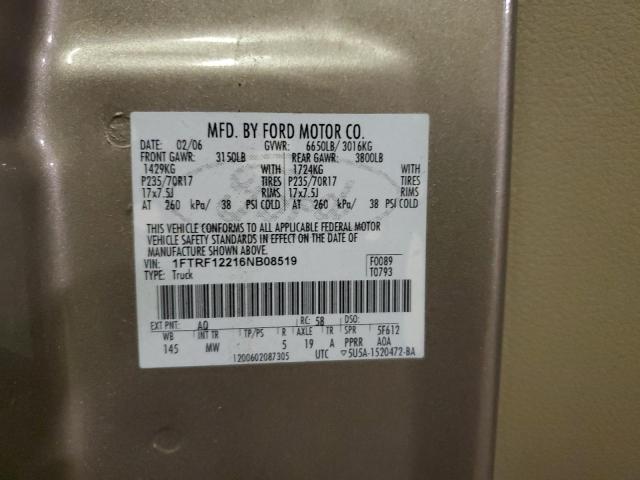 MFD. BY FORD MOTOR CO.
DATE: 02/06 GVWR: 6650LB/ 3016KG
FRONT GAWR: 3150LB REAR GAWR: 3800LB
1429KG WITH 1724KG WITH
P235/70R17 TIRES P235/70R17 TIRES
17x7.5J RIMS 17x7.5J RIMS
AT 260 kPa/ 38 PSI COLD AT 260 kPa/ 38 PSI COLD
THIS VEHICLE CONFORMS TO ALL APPLICABLE FEDERAL MOTOR
VEHICLE SAFETY STANDARDS IN EFFECT ON THE DATE OF
MANUFACTURE SHOWN ABOVE.
VIN: 1FTRF12216NB08519 F0089
TYPE: Truck T0793
EXT PNT: AQ RC: 58 DSO:
WB INT TR TP/PS R AXLE TR SPR 5F612
145 MW 5 19 A PPRR A0A
1200602087305 UTC 5U5A-1520472-BA